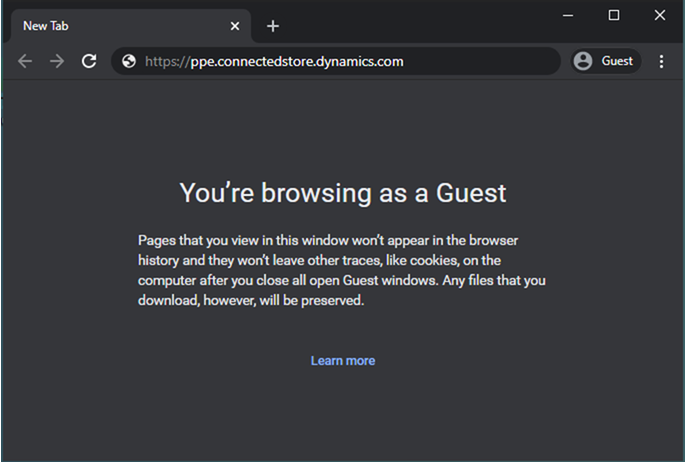 New Tab
https://ppe.connectedstore.dynamics.com
Guest
You're browsing as a Guest
Pages that you view in this window won't appear in the browser
history and they won't leave other traces, like cookies, on the
computer after you close all open Guest windows. Any files that you
download, however, will be preserved.
Learn more